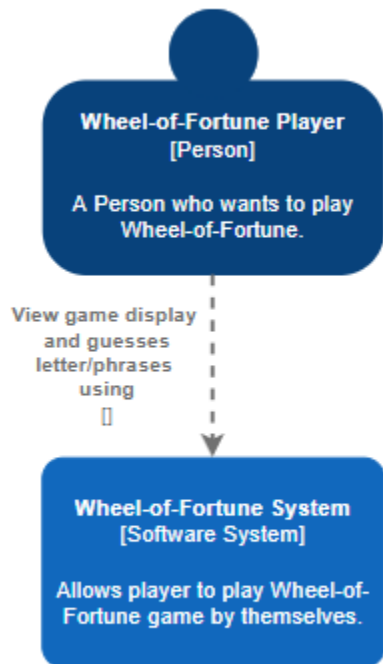 Wheel-of-Fortune Player
[Person]
A Person who wants to play
Wheel-of-Fortune.
View game display
and guesses
letter/phrases
using
[]
Wheel-of-Fortune System
[Software System]
Allows player to play Wheel-of-
Fortune game by themselves.